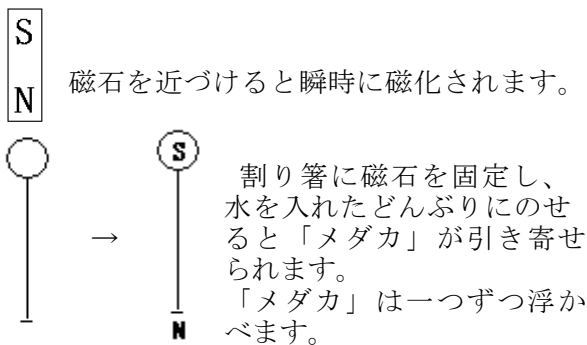 S
N
磁石を近づけると瞬時に磁化されます。
S
→
N
割り箸に磁石を固定し、
水を入れたどんぶりにのせ
ると「メダカ」が引き寄せ
られます。
「メダカ」は一つずつ浮か
べます。